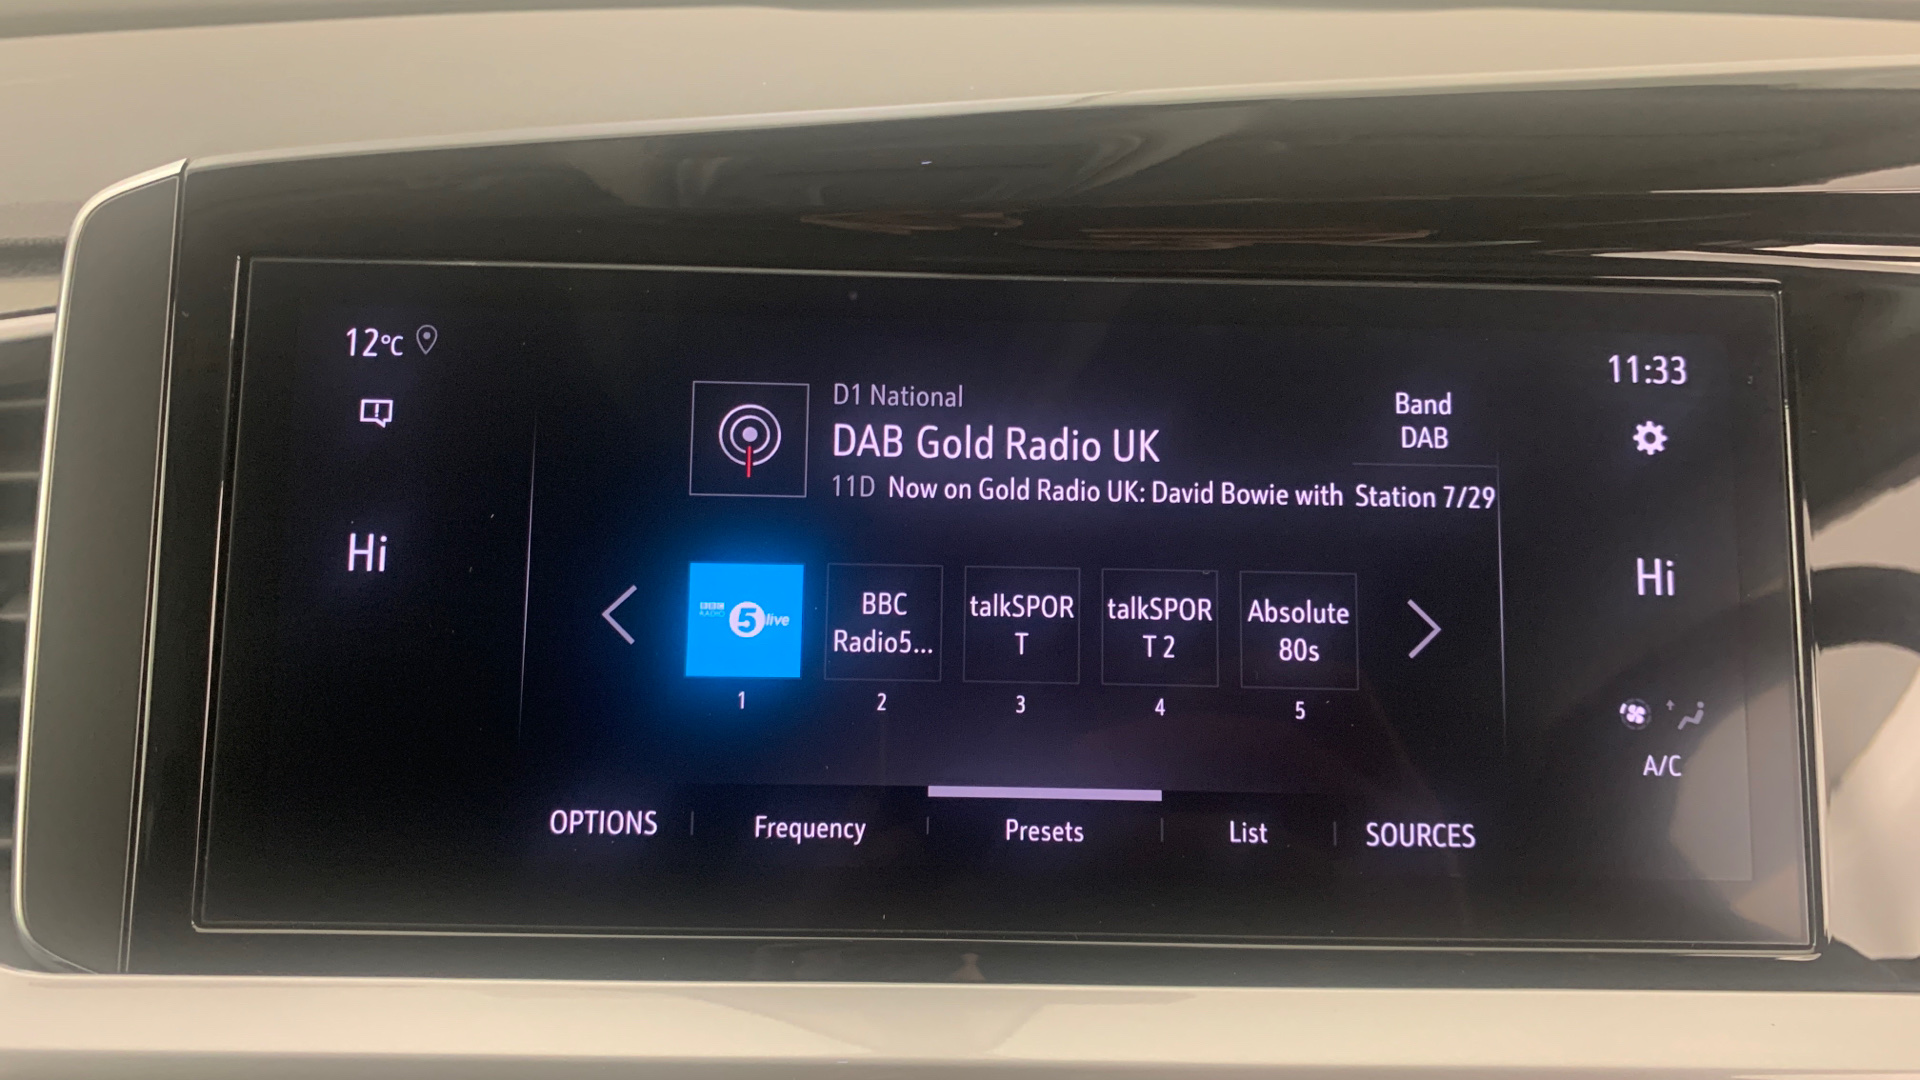 12°C
11:33
D1 National
DAB Gold Radio UK
11D Now on Gold Radio UK: David Bowie with
Band
DAB
Station 7/29
Hi
Hi
BBC
RADIO
5 live
BBC
Radio5...
talkSPOR
T
talkSPOR
T 2
Absolute
80s
1
2
3
4
5
A/C
OPTIONS
Frequency
Presets
List
SOURCES